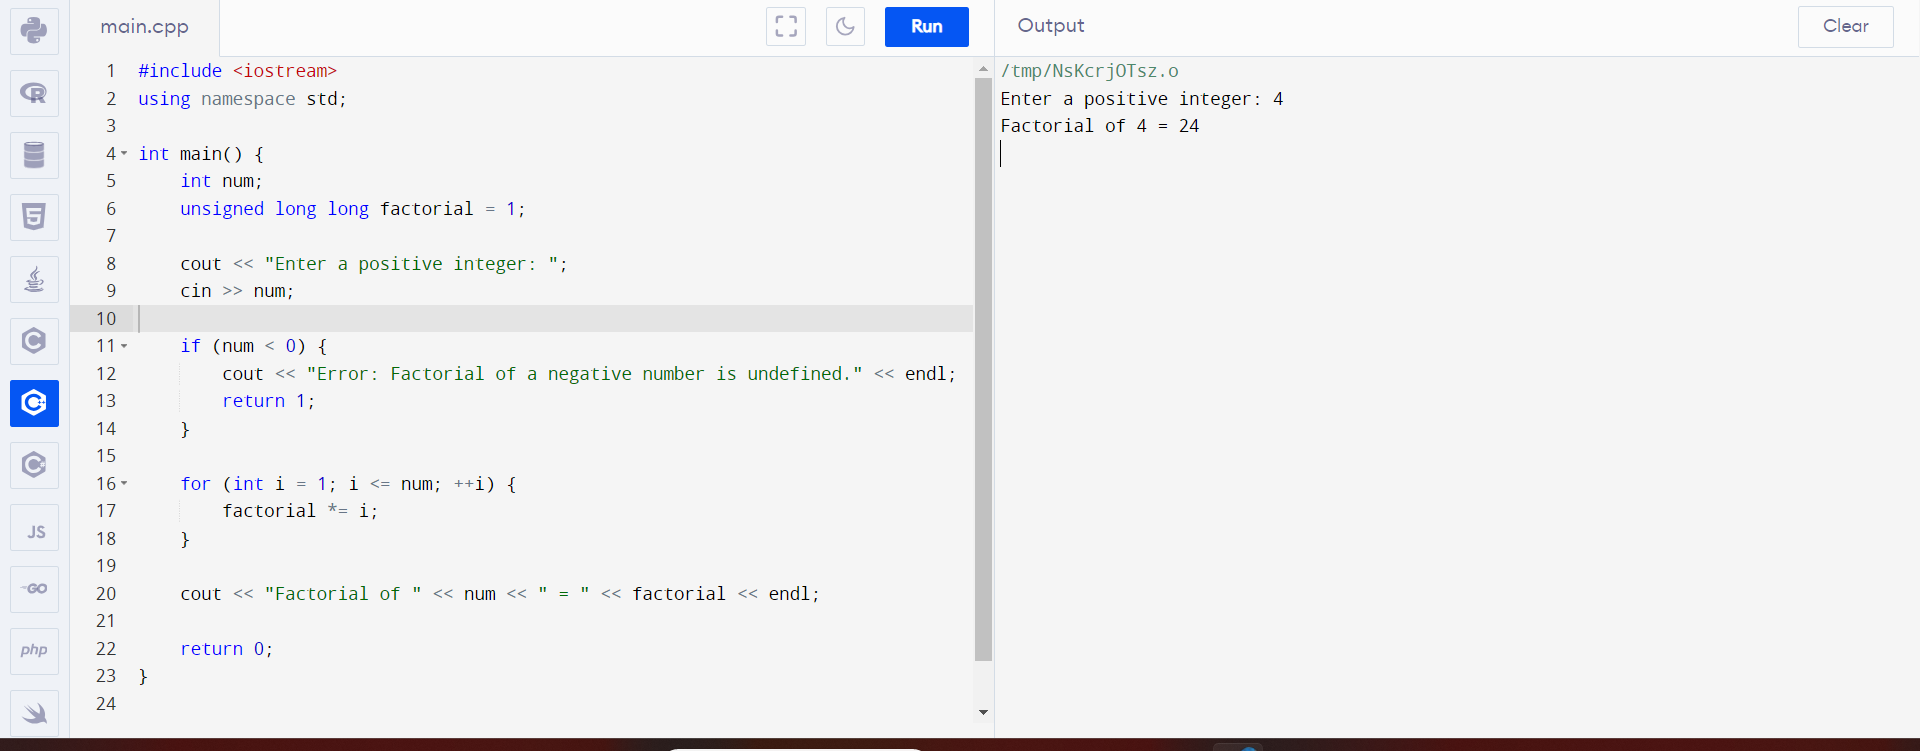 main.cpp
Run
Output
Clear
1 #include <iostream>
2 using namespace std;
3
4 int main() {
5     int num;
6     unsigned long long factorial = 1;
7
8     cout << "Enter a positive integer: ";
9     cin >> num;
10
11     if (num < 0) {
12         cout << "Error: Factorial of a negative number is undefined." << endl;
13         return 1;
14     }
15
16     for (int i = 1; i <= num; ++i) {
17         factorial *= i;
18     }
19
20     cout << "Factorial of " << num << " = " << factorial << endl;
21
22     return 0;
23 }
24
/tmp/NsKcrjOTsz.o
Enter a positive integer: 4
Factorial of 4 = 24
JS
GO
php